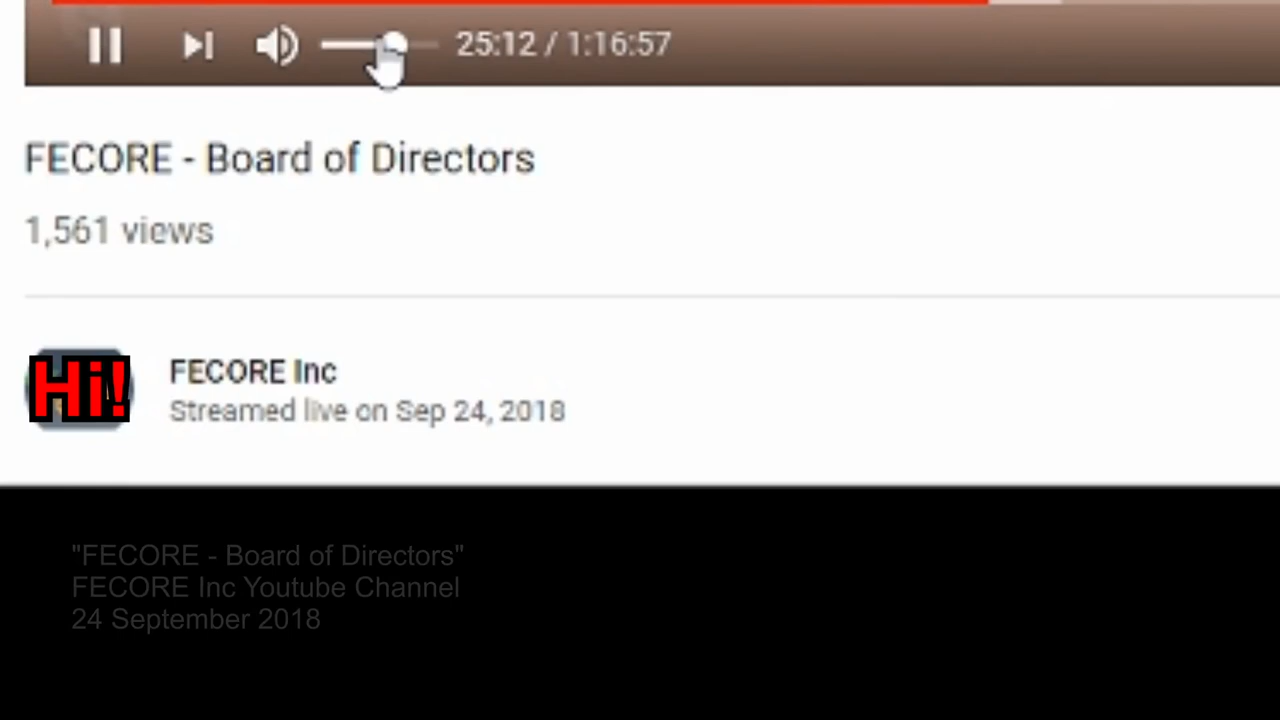 25:12 / 1:16:57
FECORE - Board of Directors
1,561 views
Hi!
FECORE Inc
Streamed live on Sep 24, 2018
"FECORE - Board of Directors"
FECORE Inc Youtube Channel
24 September 2018